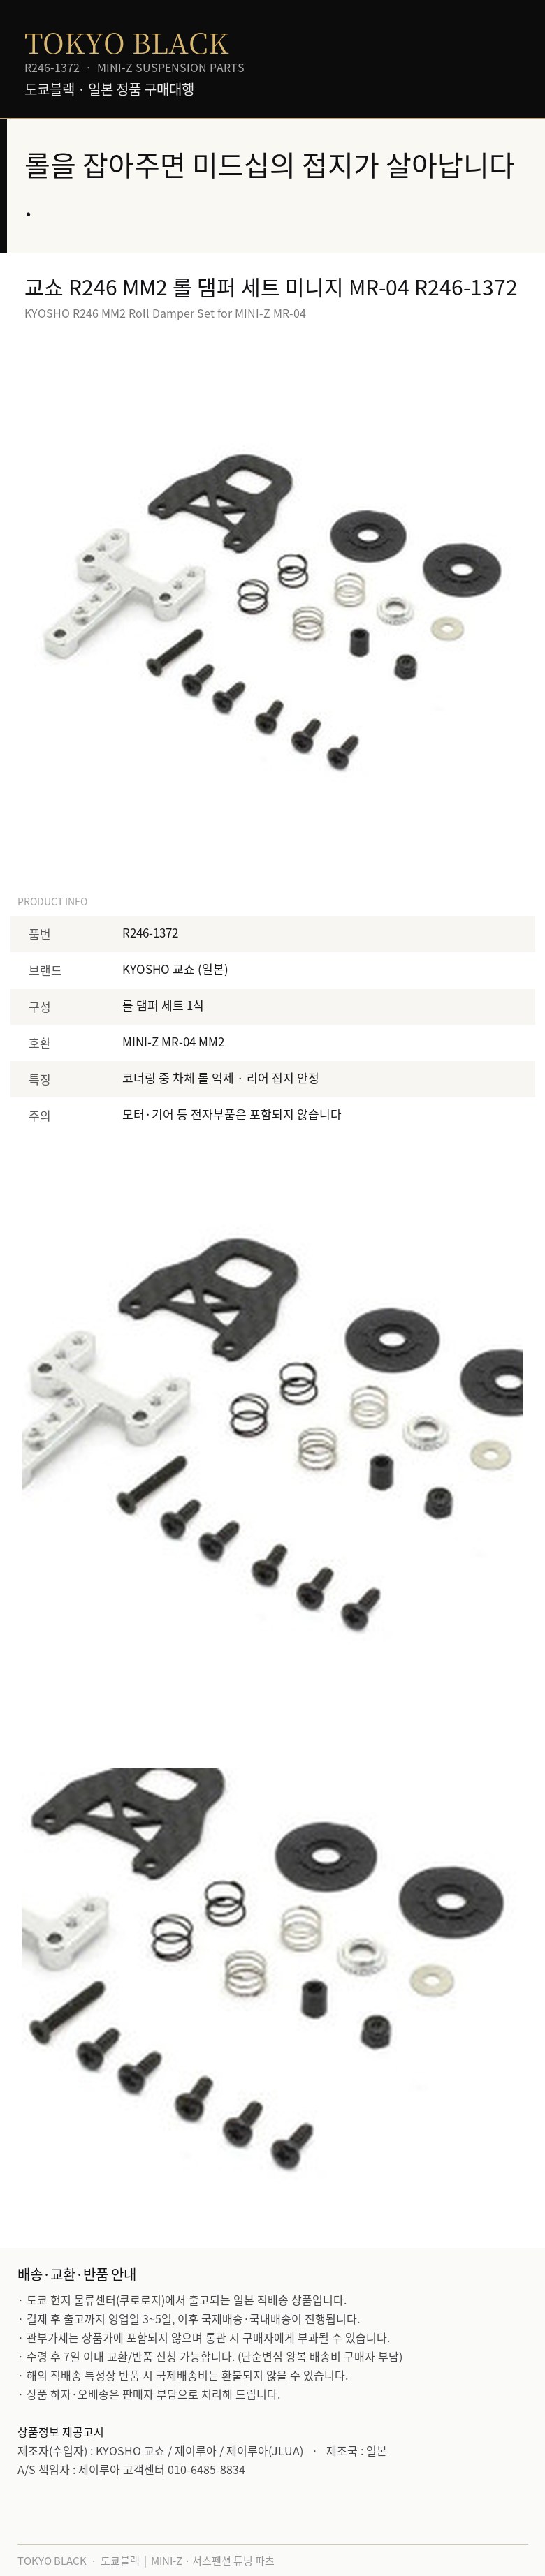 TOKYO BLACK
R246-1372 · MINI-Z SUSPENSION PARTS
도쿄블랙 · 일본 정품 구매대행
롤을 잡아주면 미드십의 접지가 살아납니다
.
교쇼 R246 MM2 롤 댐퍼 세트 미니지 MR-04 R246-1372
KYOSHO R246 MM2 Roll Damper Set for MINI-Z MR-04
PRODUCT INFO
품번 R246-1372
브랜드 KYOSHO 교쇼 (일본)
구성 롤 댐퍼 세트 1식
호환 MINI-Z MR-04 MM2
특징 코너링 중 차체 롤 억제 · 리어 접지 안정
주의 모터·기어 등 전자부품은 포함되지 않습니다
배송·교환·반품 안내
· 도쿄 현지 물류센터(쿠로로지)에서 출고되는 일본 직배송 상품입니다.
· 결제 후 출고까지 영업일 3~5일, 이후 국제배송·국내배송이 진행됩니다.
· 관부가세는 상품가에 포함되지 않으며 통관 시 구매자에게 부과될 수 있습니다.
· 수령 후 7일 이내 교환/반품 신청 가능합니다. (단순변심 왕복 배송비 구매자 부담)
· 해외 직배송 특성상 반품 시 국제배송비는 환불되지 않을 수 있습니다.
· 상품 하자·오배송은 판매자 부담으로 처리해 드립니다.
상품정보 제공고시
제조자(수입자) : KYOSHO 교쇼 / 제이루아 / 제이루아(JLUA) · 제조국 : 일본
A/S 책임자 : 제이루아 고객센터 010-6485-8834
TOKYO BLACK · 도쿄블랙 | MINI-Z · 서스펜션 튜닝 파츠